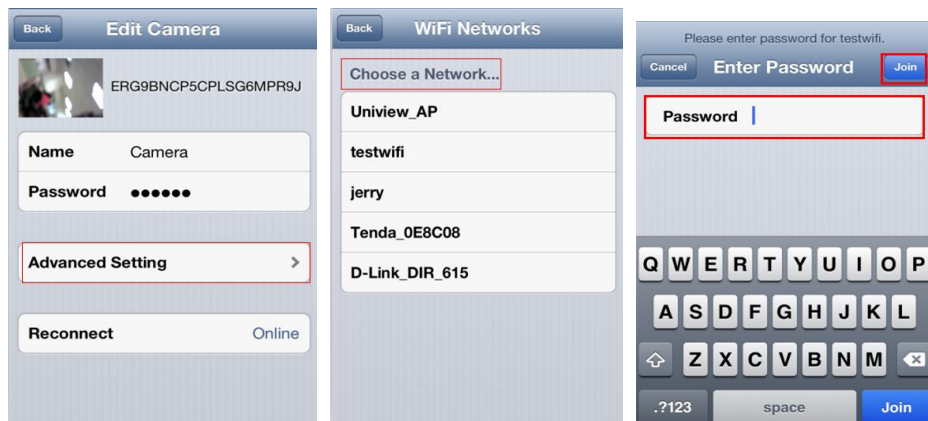 Back Edit Camera
ERG9BNCP5CPLSG6MPR9J
Name Camera
Password ●●●●●●
Advanced Setting >
Reconnect Online
Back WiFi Networks
Choose a Network...
Uniview_AP
testwifi
jerry
Tenda_0E8C08
D-Link_DIR_615
Please enter password for testwifi.
Cancel Enter Password Join
Password
Q W E R T Y U I O P
A S D F G H J K L
Z X C V B N M
.?123 space Join